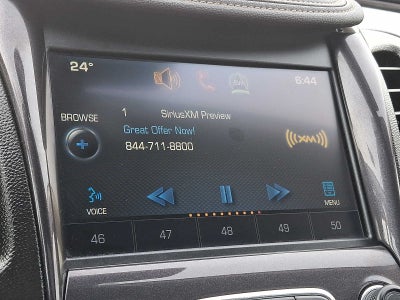 24°
6:44
BROWSE
1 SiriusXM Preview
Great Offer Now!
844-711-8800
((XM))
VOICE
MENU
46 47 48 49 50